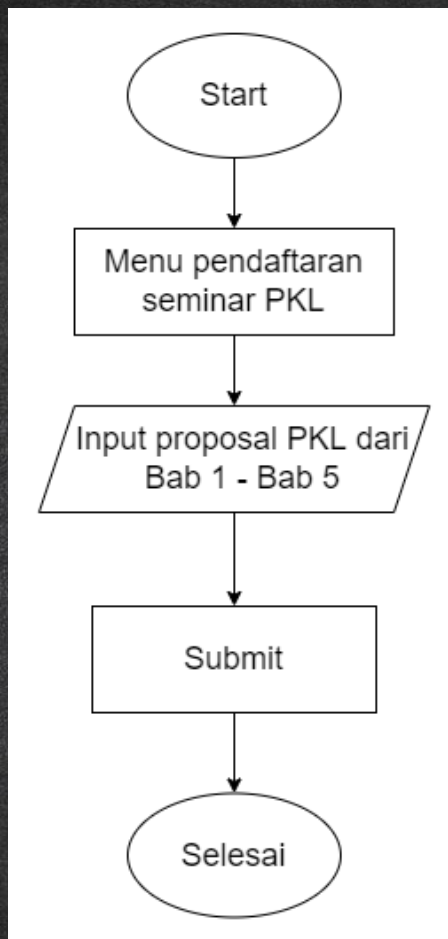 Start
Menu pendaftaran
seminar PKL
Input proposal PKL dari
Bab 1 - Bab 5
Submit
Selesai